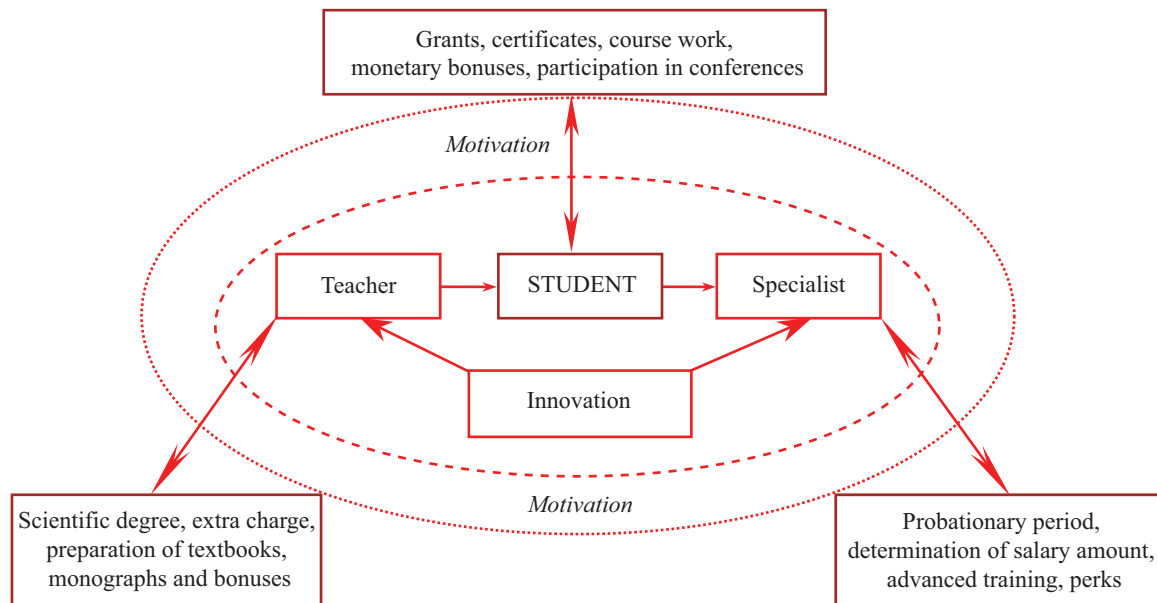 Grants, certificates, course work,
monetary bonuses, participation in conferences
Motivation
Teacher
STUDENT
Specialist
Innovation
Motivation
Scientific degree, extra charge,
preparation of textbooks,
monographs and bonuses
Probationary period,
determination of salary amount,
advanced training, perks